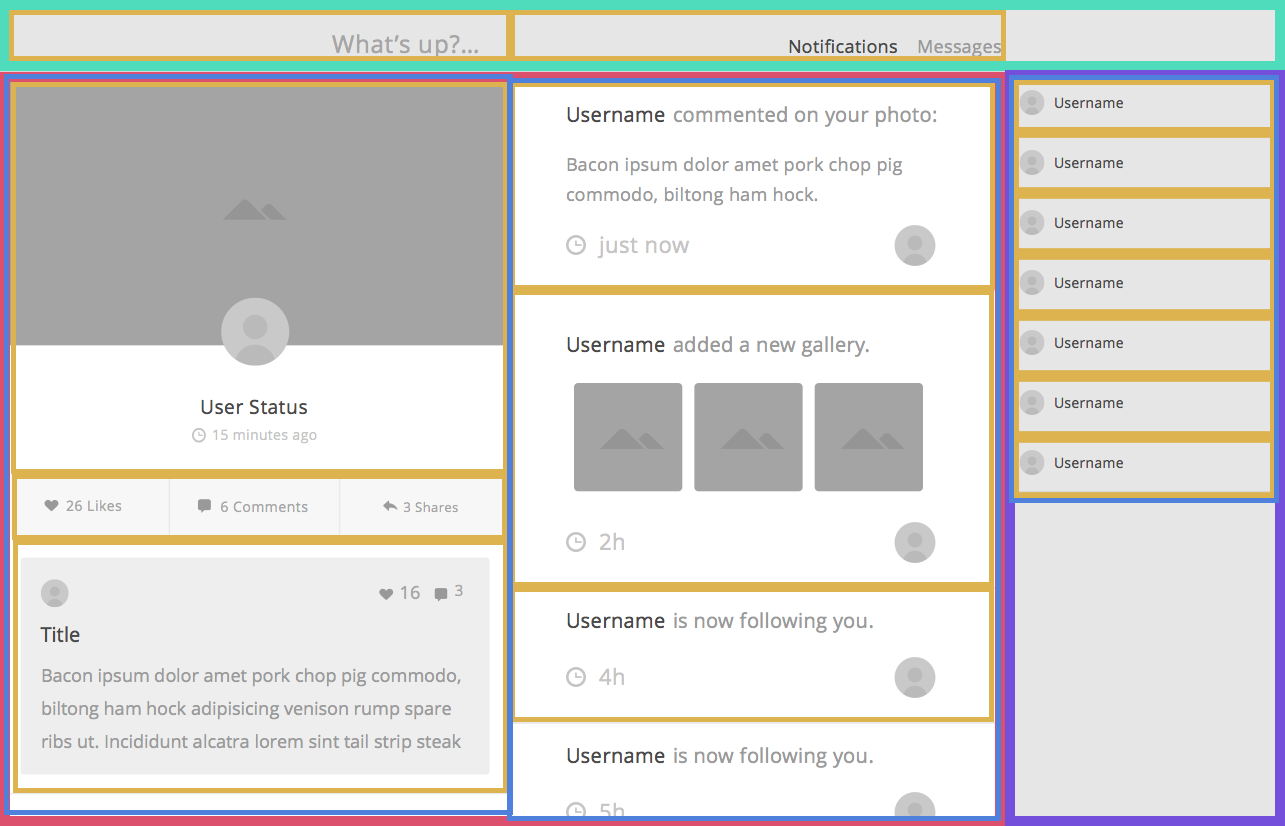 What's up?...
Notifications
Messages
User Status
15 minutes ago
26 Likes
6 Comments
3 Shares
16
3
Title
Bacon ipsum dolor amet pork chop pig commodo,
biltong ham hock adipisicing venison rump spare
ribs ut. Incididunt alcatra lorem sint tail strip steak
Username commented on your photo:
Bacon ipsum dolor amet pork chop pig
commodo, biltong ham hock.
just now
Username added a new gallery.
2h
Username is now following you.
4h
Username is now following you.
5h
Username
Username
Username
Username
Username
Username
Username